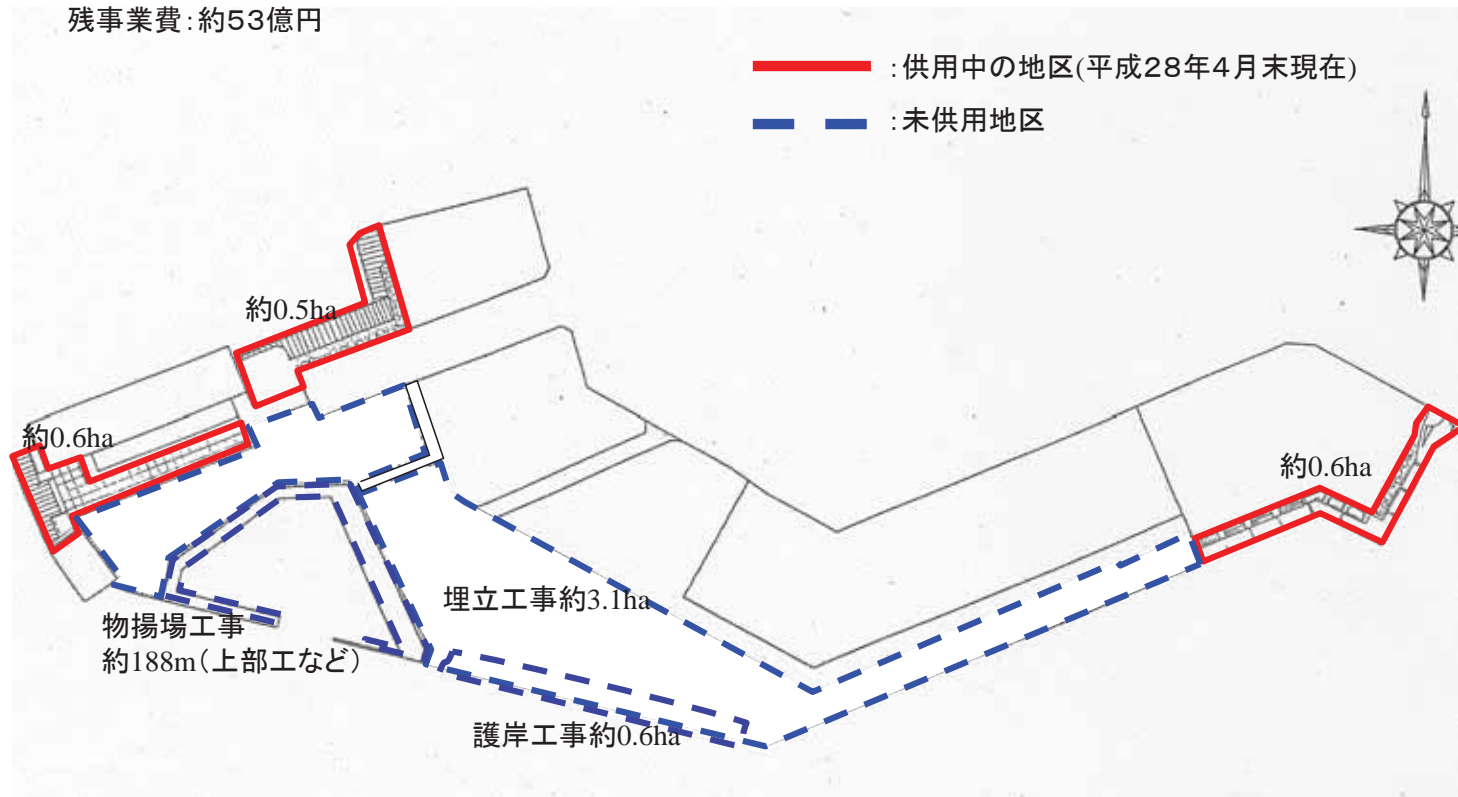 残事業費：約53億円
：供用中の地区(平成28年4月末現在)
：未供用地区
約0.5ha
約0.6ha
約0.6ha
埋立工事約3.1ha
物揚場工事
約188m（上部工など）
護岸工事約0.6ha